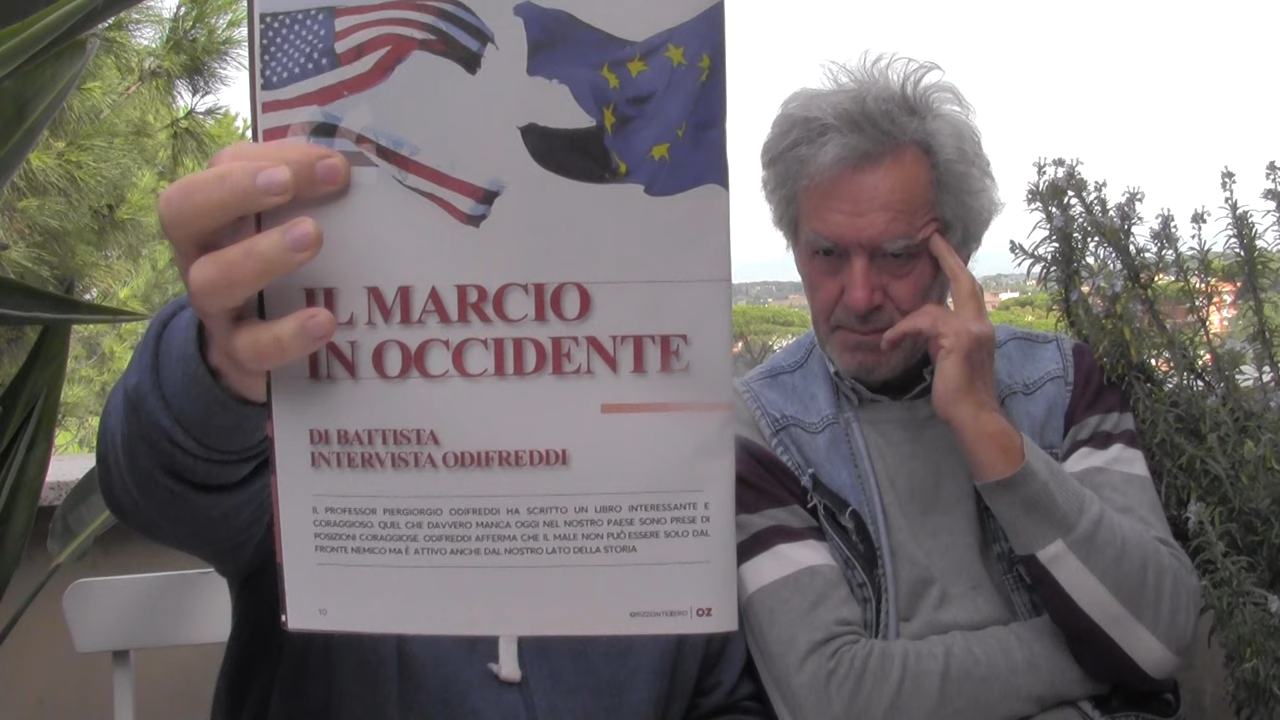 IL MARCIO
IN OCCIDENTE
DI BATTISTA
INTERVISTA ODIFREDDI
IL PROFESSOR PIERGIORGIO ODIFREDDI HA SCRITTO UN LIBRO INTERESSANTE E
CORAGGIOSO. QUEL CHE DAVVERO MANCA OGGI NEL NOSTRO PAESE SONO PRESE DI
POSIZIONI CORAGGIOSE. ODIFREDDI AFFERMA CHE IL MALE NON PUÒ ESSERE SOLO DAL
FRONTE NEMICO MA È ATTIVO ANCHE DAL NOSTRO LATO DELLA STORIA
10 ORIZZONTEZERO | OZ